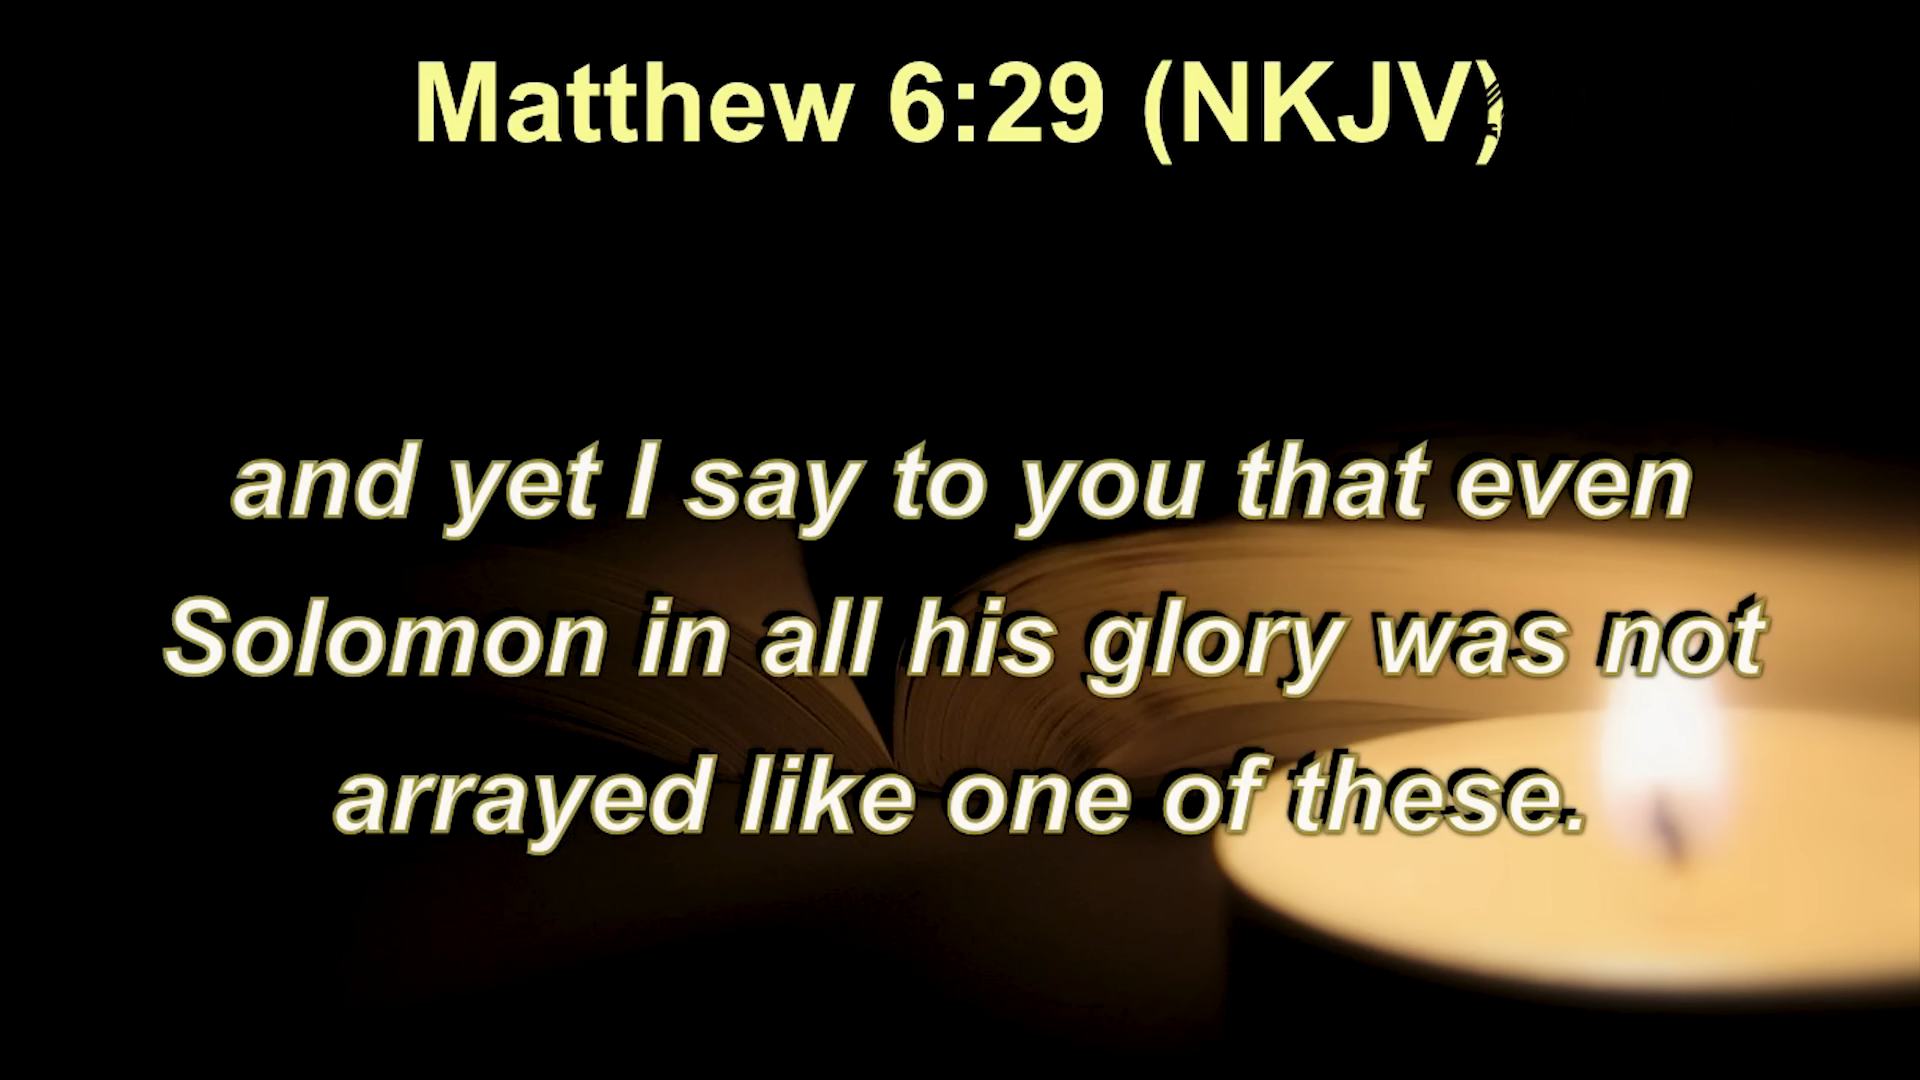 Matthew 6:29 (NKJV)
and yet I say to you that even
Solomon in all his glory was not
arrayed like one of these.